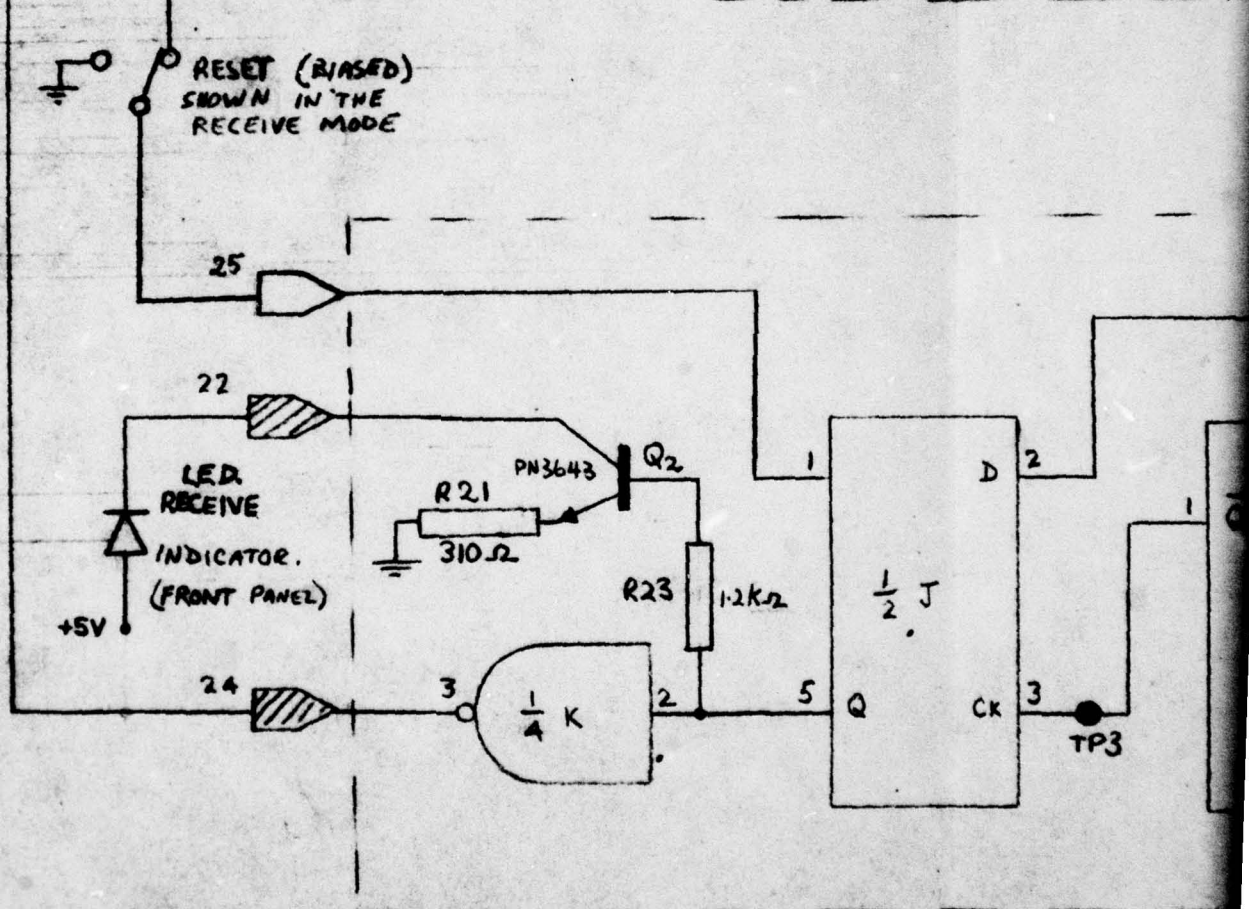 RESET (BIASED)
SHOWN IN THE
RECEIVE MODE
25
22
L.E.D.
RECEIVE
INDICATOR.
(FRONT PANEL)
+5V
PN3643
Q2
R21
310Ω
R23
1.2KΩ
1
D
2
1
1/2 J
24
3
1/4 K
2
5
Q
CK
3
TP3